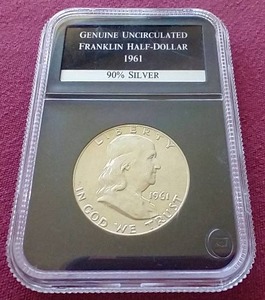 GENUINE UNCIRCULATED
FRANKLIN HALF-DOLLAR
1961
90% SILVER
LIBERTY
1961
IN GOD WE TRUST